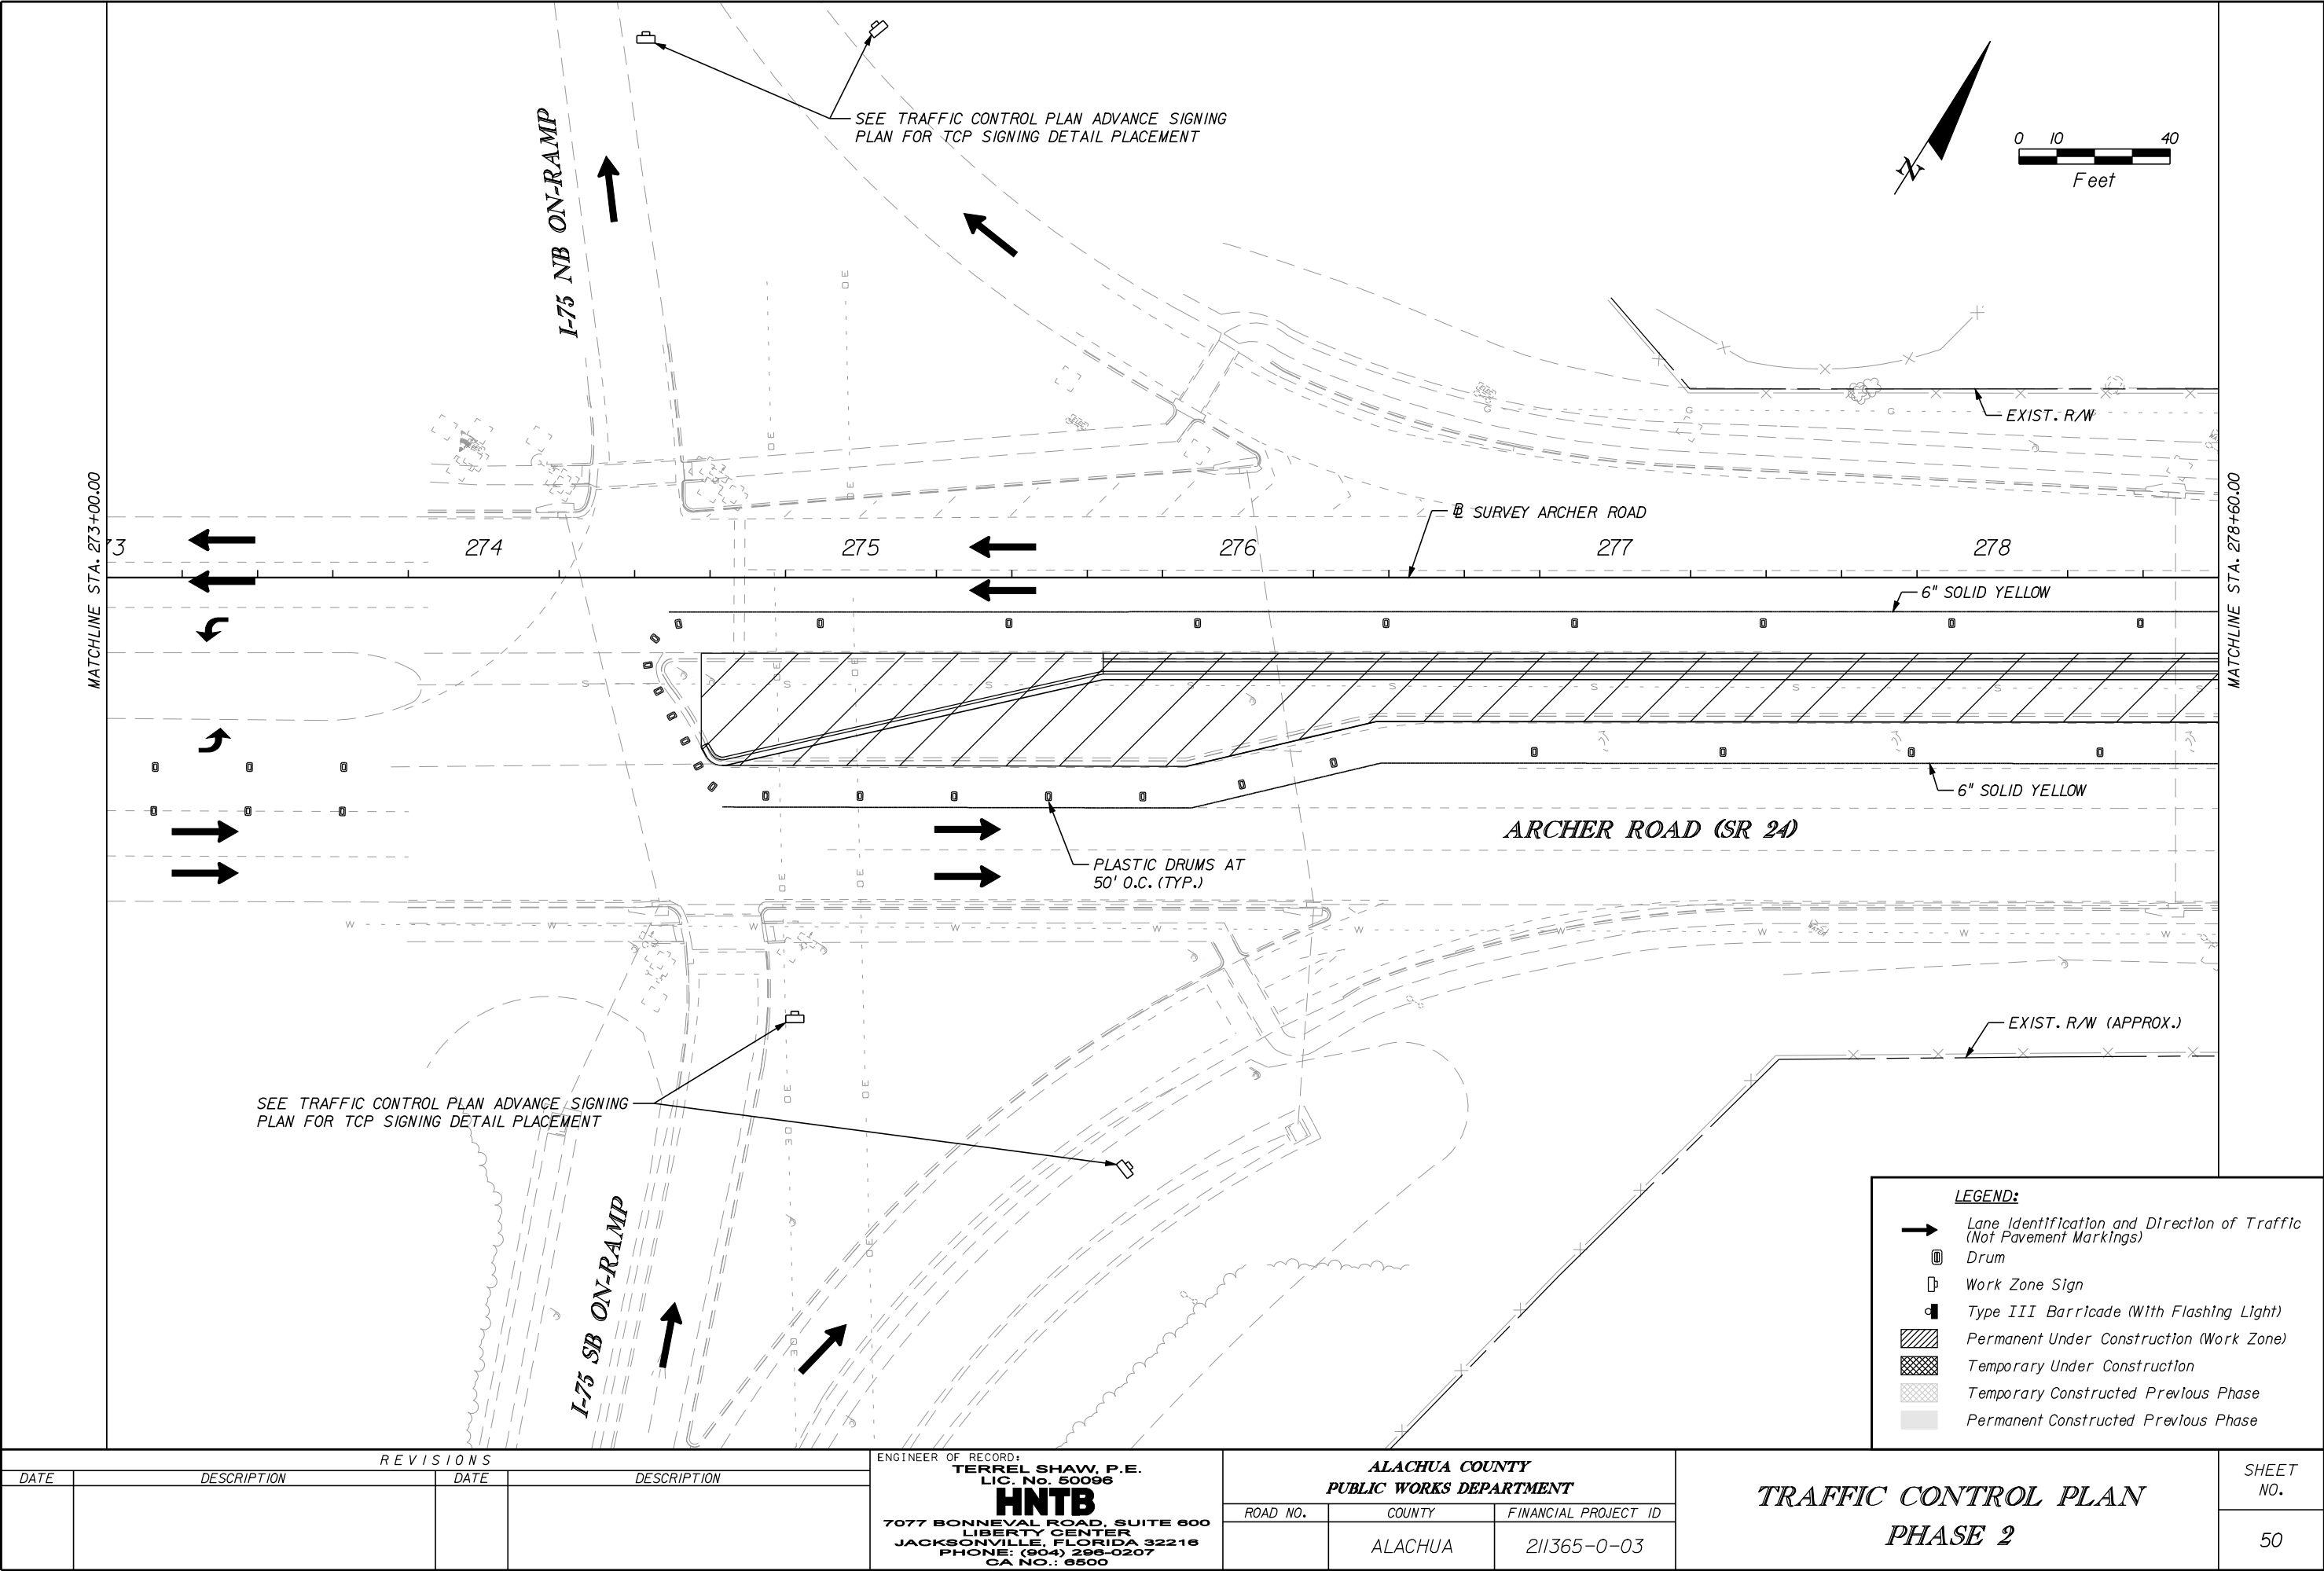 SEE TRAFFIC CONTROL PLAN ADVANCE SIGNING
PLAN FOR TCP SIGNING DETAIL PLACEMENT
I-75 NB ON-RAMP
N
0 10 40
Feet
EXIST. R/W
MATCHLINE STA. 273+00.00
MATCHLINE STA. 278+60.00
℄ SURVEY ARCHER ROAD
73 274 275 276 277 278
6" SOLID YELLOW
6" SOLID YELLOW
ARCHER ROAD (SR 24)
PLASTIC DRUMS AT
50' O.C. (TYP.)
EXIST. R/W (APPROX.)
SEE TRAFFIC CONTROL PLAN ADVANCE SIGNING
PLAN FOR TCP SIGNING DETAIL PLACEMENT
I-75 SB ON-RAMP
LEGEND:
Lane Identification and Direction of Traffic
(Not Pavement Markings)
Drum
Work Zone Sign
Type III Barricade (With Flashing Light)
Permanent Under Construction (Work Zone)
Temporary Under Construction
Temporary Constructed Previous Phase
Permanent Constructed Previous Phase
REVISIONS
DATE DESCRIPTION DATE DESCRIPTION
ENGINEER OF RECORD:
TERREL SHAW, P.E.
LIC. No. 50096
HNTB
7077 BONNEVAL ROAD, SUITE 600
LIBERTY CENTER
JACKSONVILLE, FLORIDA 32216
PHONE: (904) 296-0207
CA NO.: 6500
ALACHUA COUNTY
PUBLIC WORKS DEPARTMENT
ROAD NO. COUNTY FINANCIAL PROJECT ID
ALACHUA 211365-0-03
TRAFFIC CONTROL PLAN
PHASE 2
SHEET
NO.
50